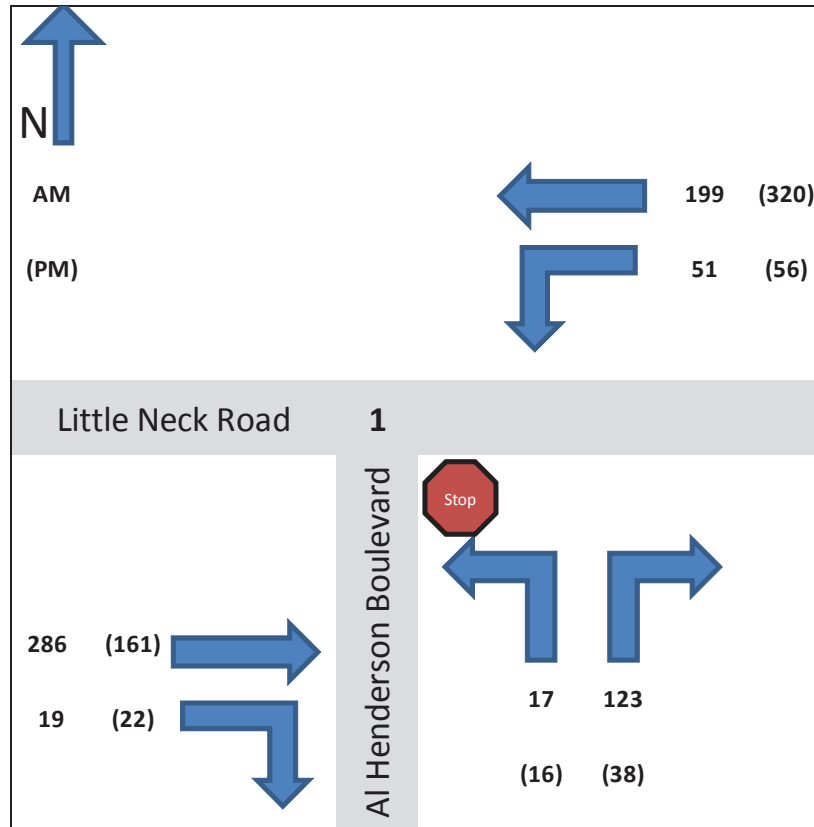 N
AM
199 (320)
(PM)
51 (56)
Little Neck Road
1
Al Henderson Boulevard
Stop
286 (161)
19 (22)
17 123
(16) (38)